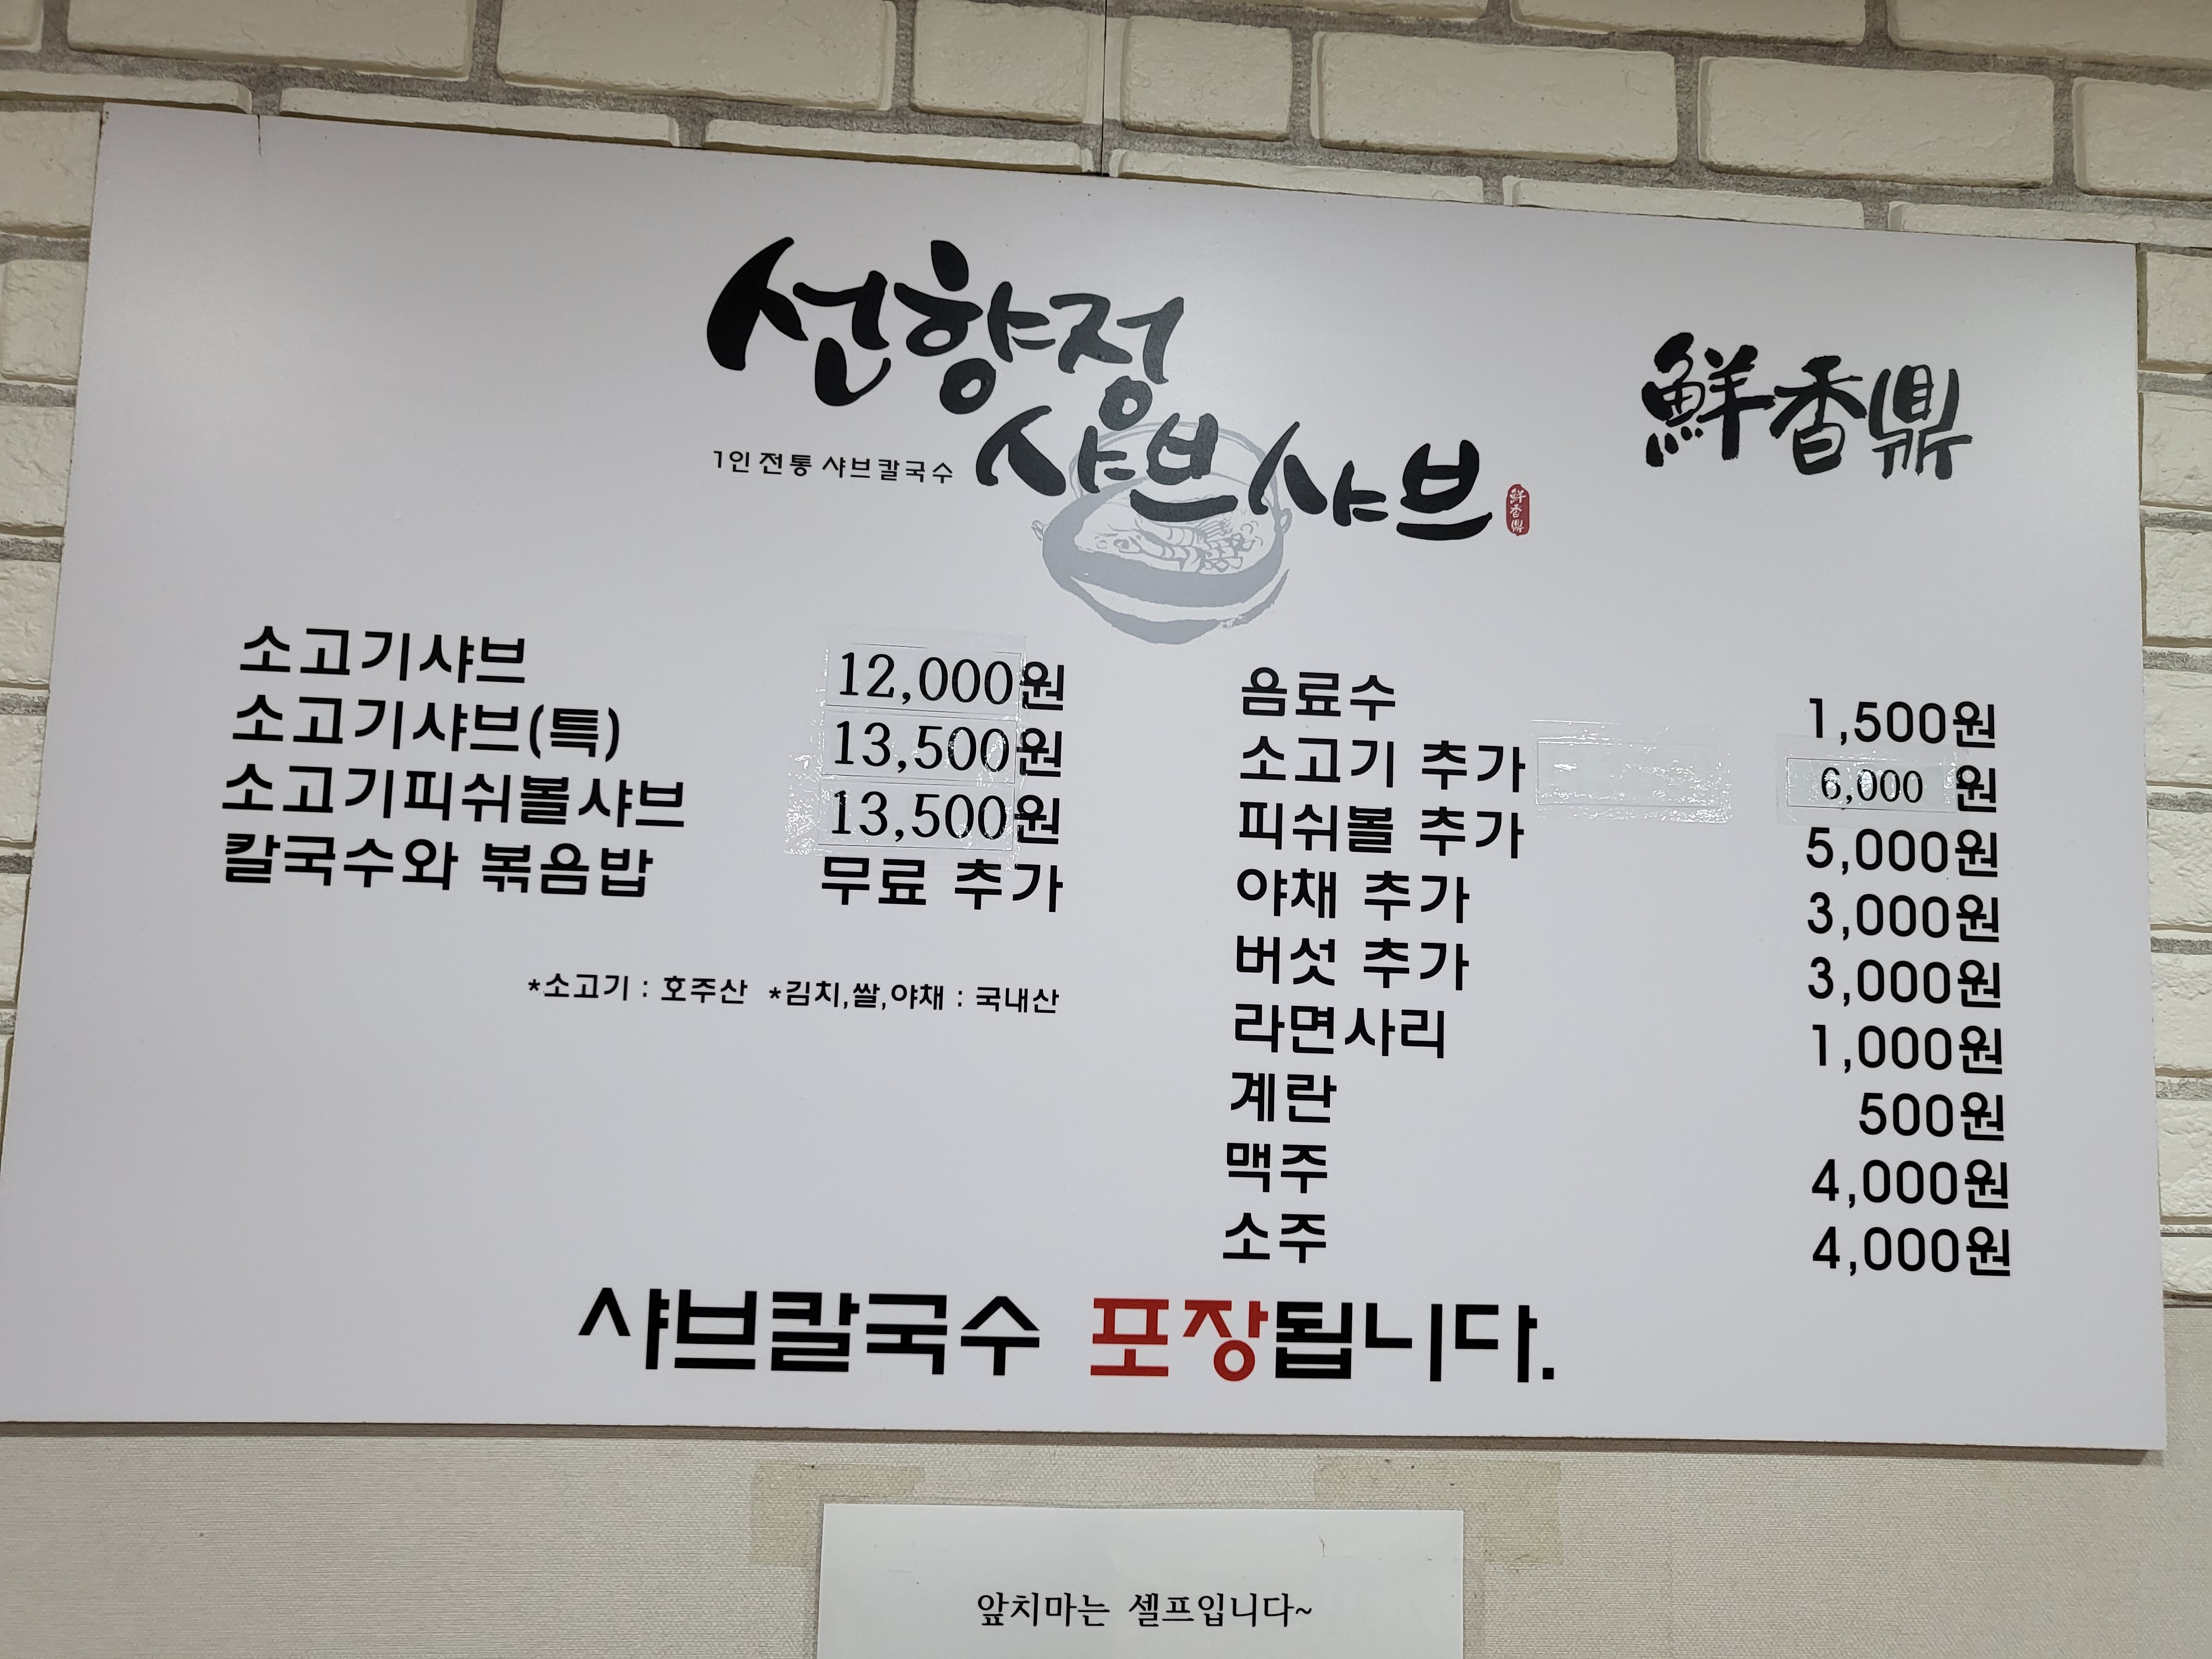 선향정
샤브샤브
1인 전통 샤브칼국수
鮮香鼎
鮮香鼎
소고기샤브 12,000원
소고기샤브(특) 13,500원
소고기피쉬볼샤브 13,500원
칼국수와 볶음밥 무료 추가
*소고기 : 호주산 *김치,쌀,야채 : 국내산
음료수 1,500원
소고기 추가 6,000 원
피쉬볼 추가 5,000원
야채 추가 3,000원
버섯 추가 3,000원
라면사리 1,000원
계란 500원
맥주 4,000원
소주 4,000원
샤브칼국수 포장됩니다.
앞치마는 셀프입니다~